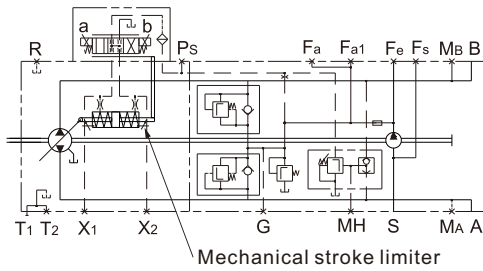 a b
R PS Fa Fa1 Fe Fs MB B
T1 T2 X1 X2 G MH S MA A
Mechanical stroke limiter